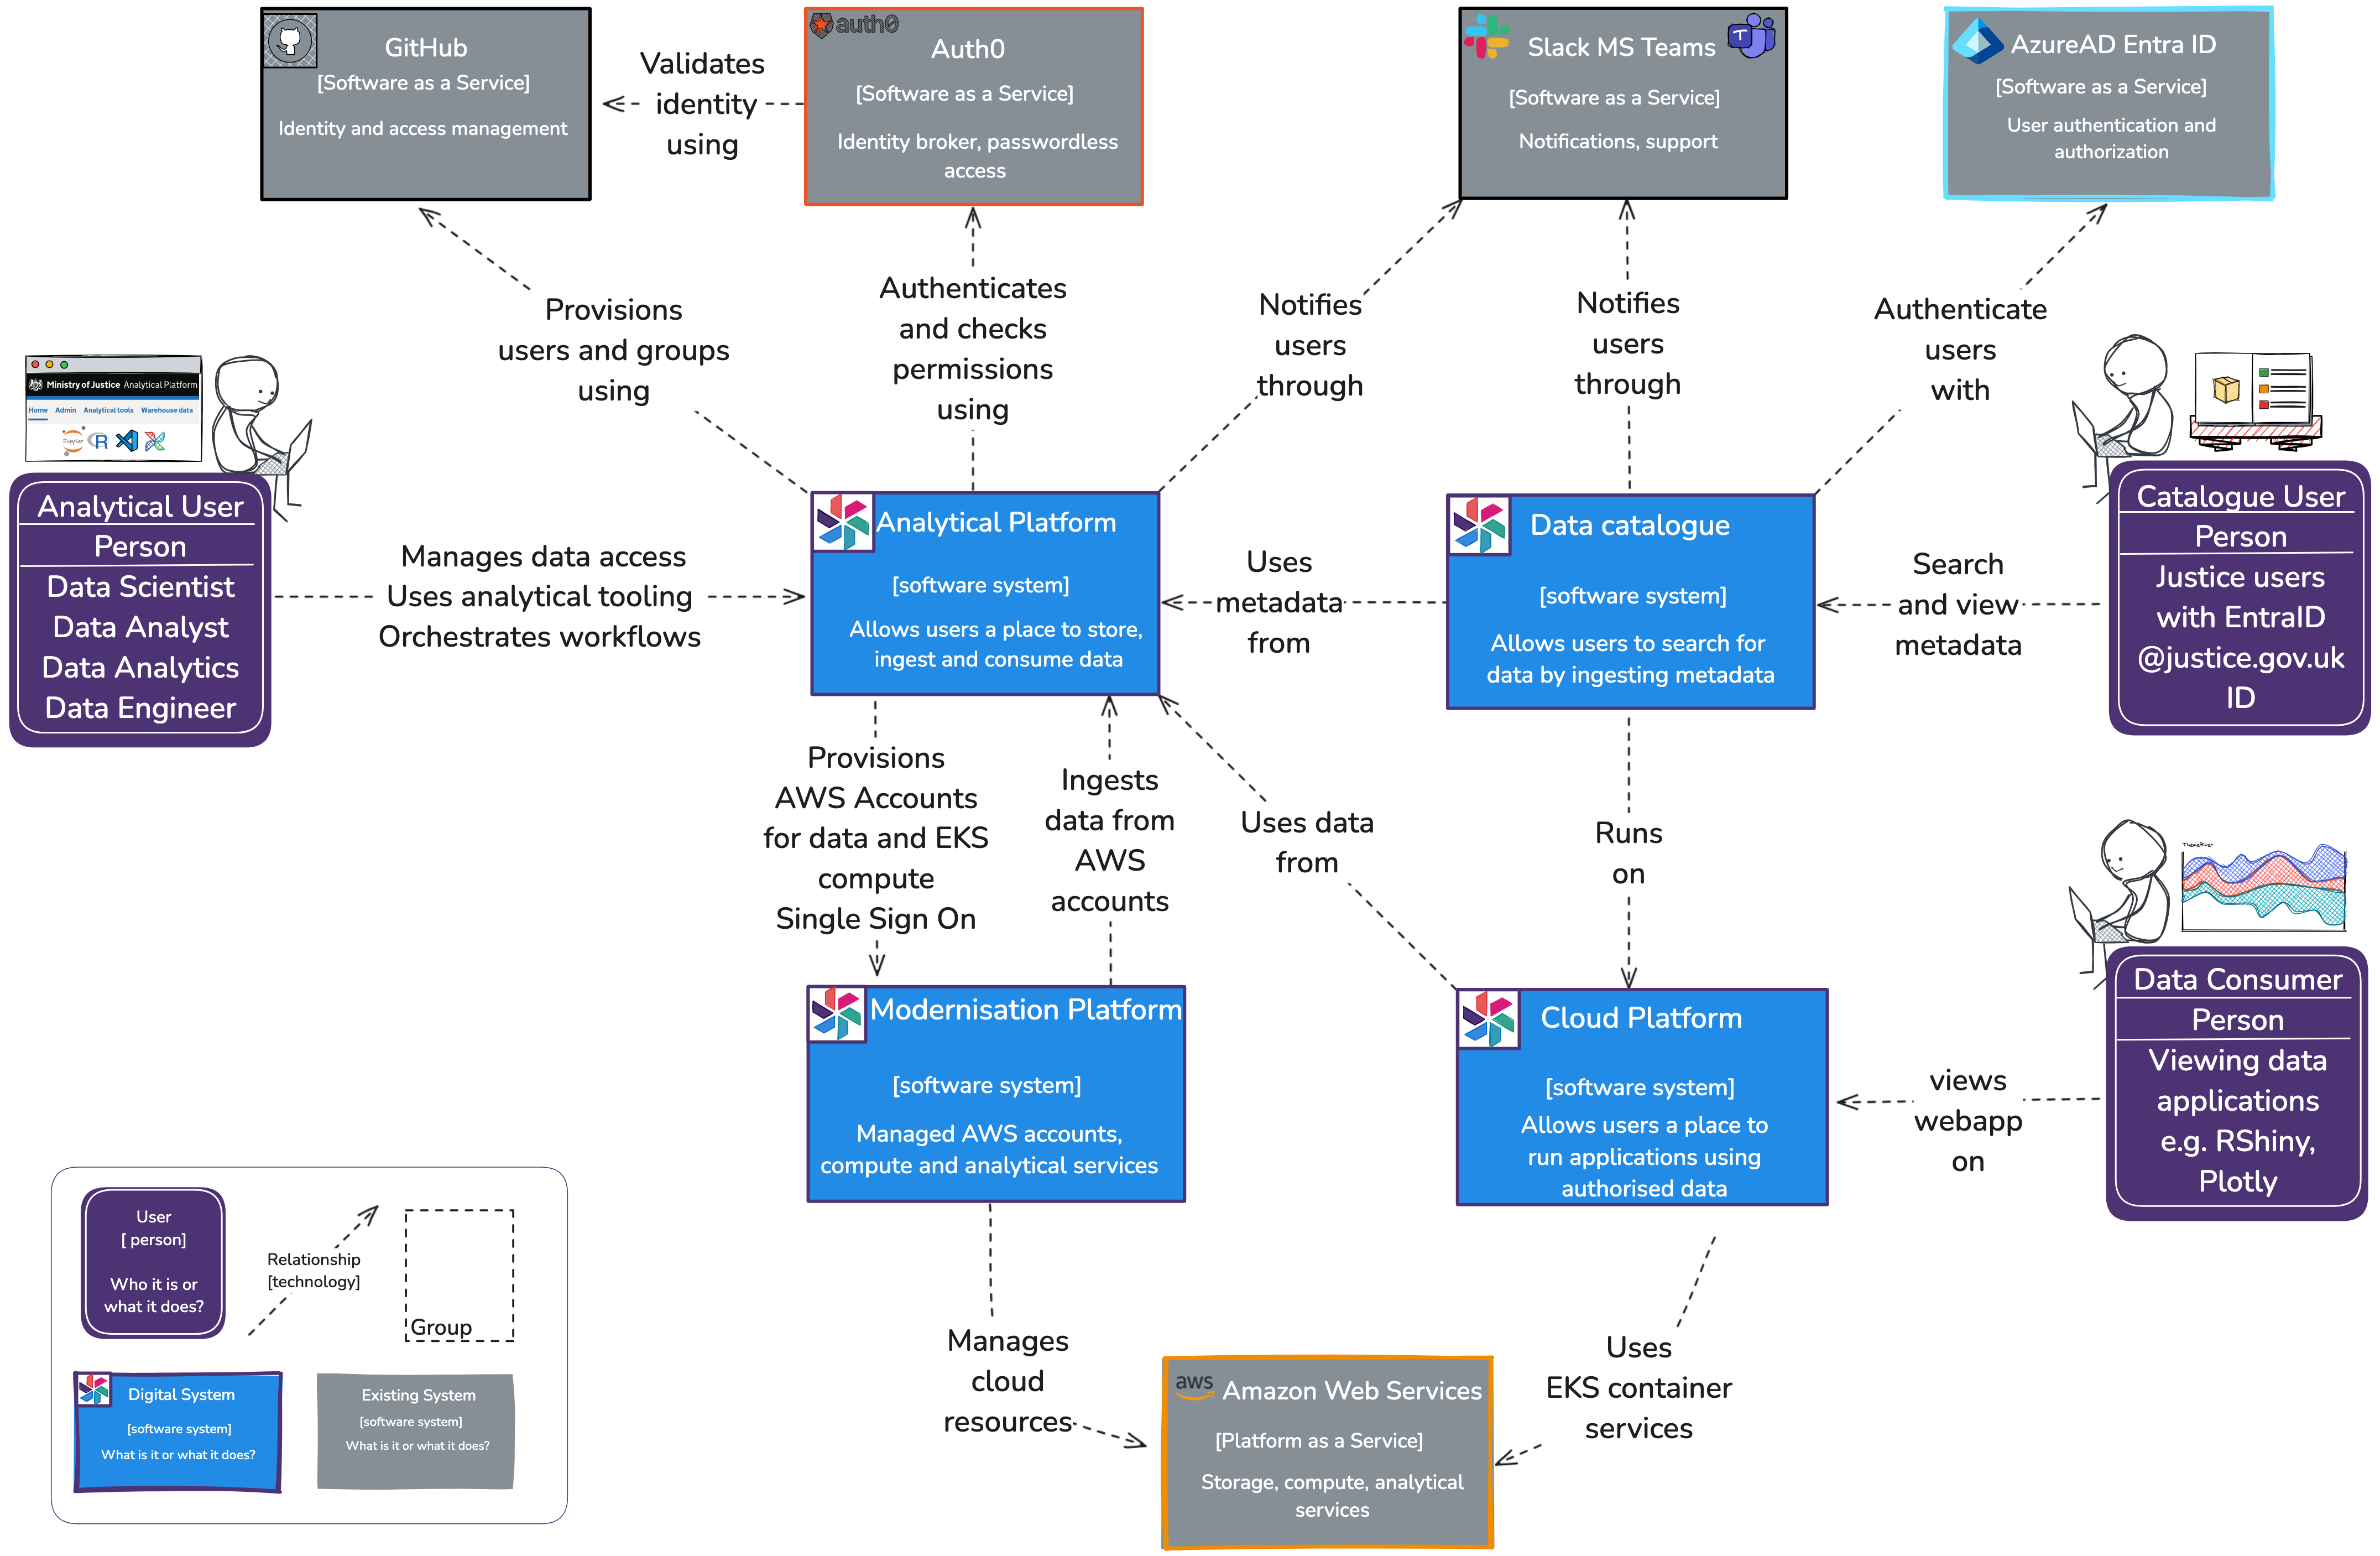 GitHub
[Software as a Service]
Identity and access management
Validates
identity
using
auth0
Auth0
[Software as a Service]
Identity broker, passwordless
access
Slack MS Teams
T
[Software as a Service]
Notifications, support
AzureAD Entra ID
[Software as a Service]
User authentication and
authorization
Provisions
users and groups
using
Authenticates
and checks
permissions
using
Notifies
users
through
Notifies
users
through
Authenticate
users
with
Ministry of Justice Analytical Platform
Home Admin Analytical tools Warehouse data
Jupyter R
Analytical User
Person
Data Scientist
Data Analyst
Data Analytics
Data Engineer
Manages data access
Uses analytical tooling
Orchestrates workflows
Analytical Platform
[software system]
Allows users a place to store,
ingest and consume data
Uses
metadata
from
Data catalogue
[software system]
Allows users to search for
data by ingesting metadata
Search
and view
metadata
Catalogue User
Person
Justice users
with EntraID
@justice.gov.uk
ID
Provisions
AWS Accounts
for data and EKS
compute
Single Sign On
Ingests
data from
AWS
accounts
Uses data
from
Runs
on
Modernisation Platform
[software system]
Managed AWS accounts,
compute and analytical services
Cloud Platform
[software system]
Allows users a place to
run applications using
authorised data
views
webapp
on
ThemeRiver
Data Consumer
Person
Viewing data
applications
e.g. RShiny,
Plotly
Manages
cloud
resources
aws
Amazon Web Services
[Platform as a Service]
Storage, compute, analytical
services
Uses
EKS container
services
User
[ person]
Who it is or
what it does?
Relationship
[technology]
Group
Digital System
[software system]
What is it or what it does?
Existing System
[software system]
What is it or what it does?